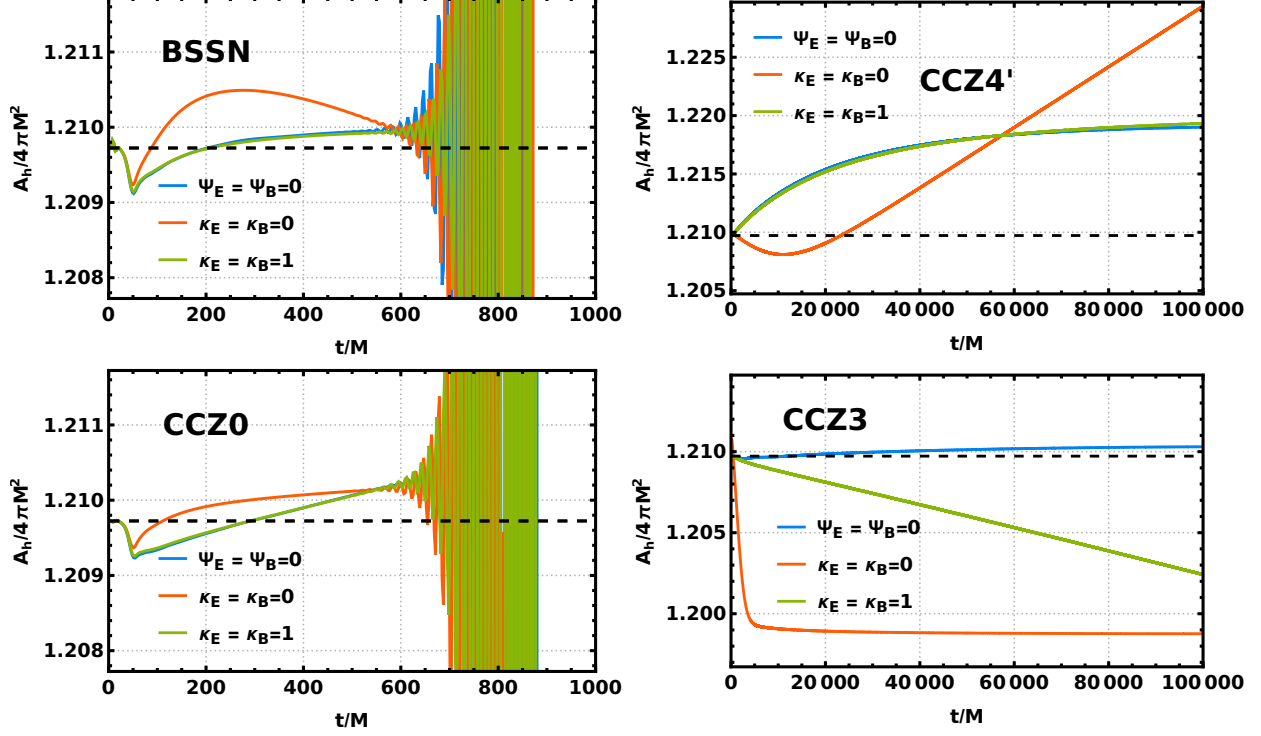 BSSN
A_h/4πM²
1.211
1.210
1.209
1.208
Ψ_E = Ψ_B=0
κ_E = κ_B=0
κ_E = κ_B=1
0 200 400 600 800 1000
t/M
CCZ4'
A_h/4πM²
1.225
1.220
1.215
1.210
1.205
Ψ_E = Ψ_B=0
κ_E = κ_B=0
κ_E = κ_B=1
0 20 000 40 000 60 000 80 000 100 000
t/M
CCZ0
A_h/4πM²
1.211
1.210
1.209
1.208
Ψ_E = Ψ_B=0
κ_E = κ_B=0
κ_E = κ_B=1
0 200 400 600 800 1000
t/M
CCZ3
A_h/4πM²
1.210
1.205
1.200
Ψ_E = Ψ_B=0
κ_E = κ_B=0
κ_E = κ_B=1
0 20 000 40 000 60 000 80 000 100 000
t/M